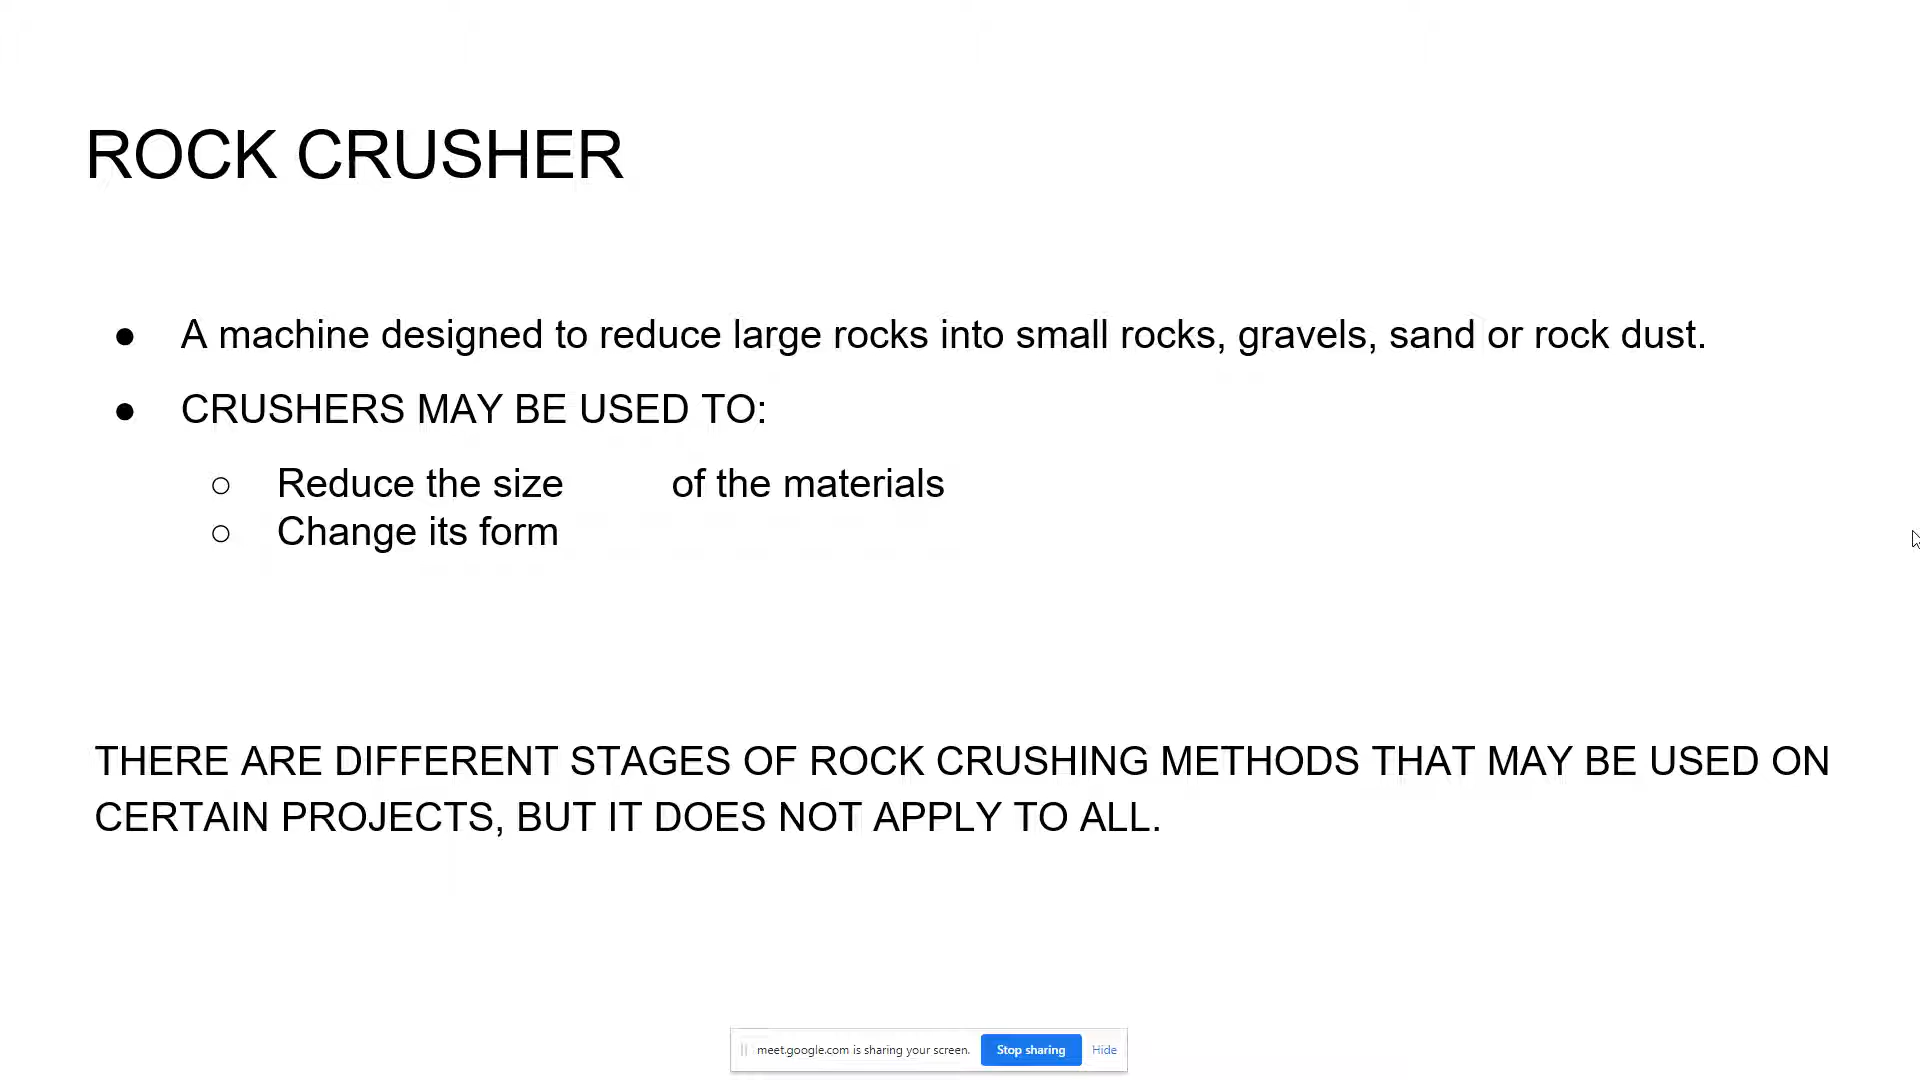 ROCK CRUSHER
● A machine designed to reduce large rocks into small rocks, gravels, sand or rock dust.
● CRUSHERS MAY BE USED TO:
○ Reduce the size of the materials
○ Change its form
THERE ARE DIFFERENT STAGES OF ROCK CRUSHING METHODS THAT MAY BE USED ON
CERTAIN PROJECTS, BUT IT DOES NOT APPLY TO ALL.
meet.google.com is sharing your screen. Stop sharing Hide